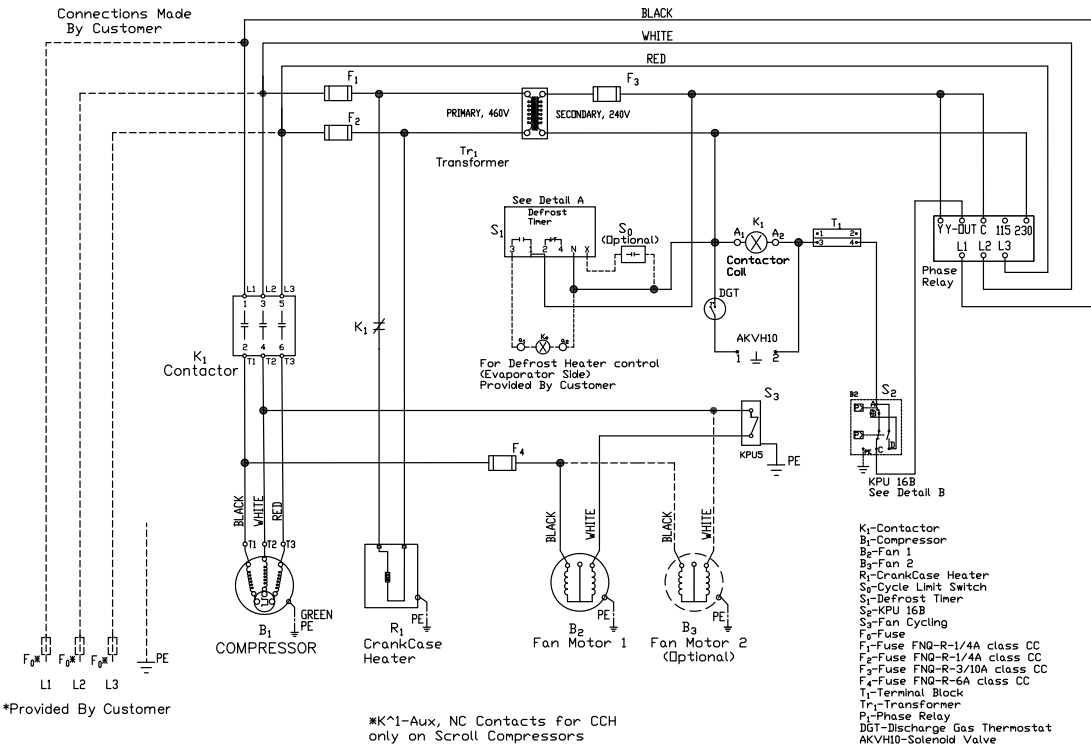 Connections Made
By Customer
BLACK
WHITE
RED
F1
F3
F2
PRIMARY, 460V
SECONDARY, 240V
Tr1
Transformer
See Detail A
Defrost
Timer
S1
3 1 2 4 N X
S0
(Optional)
A1 K1 A2
Contactor
Coil
T1
•1 2•
•3 4•
Y Y-OUT C 115 230
L1 L2 L3
Phase
Relay
DGT
AKVH10
1 2
L1 L2 L3
1 3 5
2 4 6
T1 T2 T3
K1
Contactor
K1
For Defrost Heater control
(Evaporator Side)
Provided By Customer
S3
KPU5
PE
B2
S2
P>
A
B
P>
D
PE
C
KPU 16B
See Detail B
F4
BLACK
WHITE
RED
T1 T2 T3
GREEN
PE
B1
COMPRESSOR
PE
R1
CrankCase
Heater
BLACK
WHITE
PE
B2
Fan Motor 1
BLACK
WHITE
PE
B3
Fan Motor 2
(Optional)
F0* F0* F0*
PE
L1 L2 L3
*Provided By Customer
*K^1-Aux, NC Contacts for CCH
only on Scroll Compressors
K1-Contactor
B1-Compressor
B2-Fan 1
B3-Fan 2
R1-CrankCase Heater
S0-Cycle Limit Switch
S1-Defrost Timer
S2-KPU 16B
S3-Fan Cycling
F0-Fuse
F1-Fuse FNQ-R-1/4A class CC
F2-Fuse FNQ-R-1/4A class CC
F3-Fuse FNQ-R-3/10A class CC
F4-Fuse FNQ-R-6A class CC
T1-Terminal Block
Tr1-Transformer
P1-Phase Relay
DGT-Discharge Gas Thermostat
AKVH10-Solenoid Valve